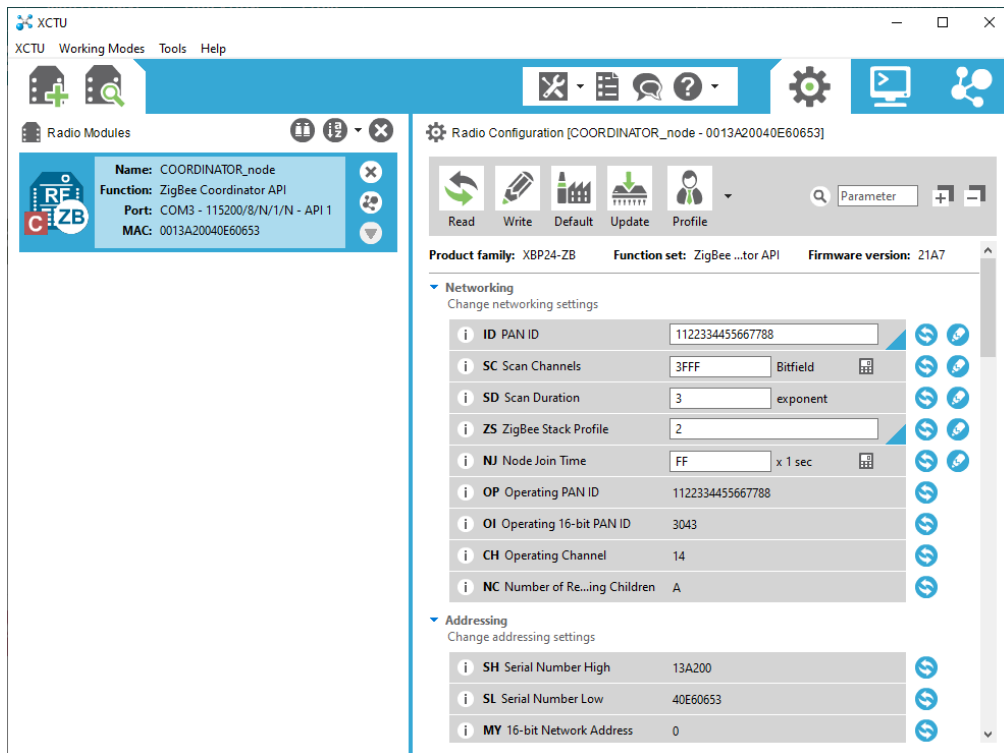 XCTU
XCTU Working Modes Tools Help
Radio Modules
Name: COORDINATOR_node
Function: ZigBee Coordinator API
Port: COM3 - 115200/8/N/1/N - API 1
MAC: 0013A20040E60653
RF
C
ZB
Radio Configuration [COORDINATOR_node - 0013A20040E60653]
Read Write Default Update Profile Parameter
Product family: XBP24-ZB Function set: ZigBee ...tor API Firmware version: 21A7
Networking
Change networking settings
i ID PAN ID 1122334455667788
i SC Scan Channels 3FFF Bitfield
i SD Scan Duration 3 exponent
i ZS ZigBee Stack Profile 2
i NJ Node Join Time FF x 1 sec
i OP Operating PAN ID 1122334455667788
i OI Operating 16-bit PAN ID 3043
i CH Operating Channel 14
i NC Number of Re...ing Children A
Addressing
Change addressing settings
i SH Serial Number High 13A200
i SL Serial Number Low 40E60653
i MY 16-bit Network Address 0